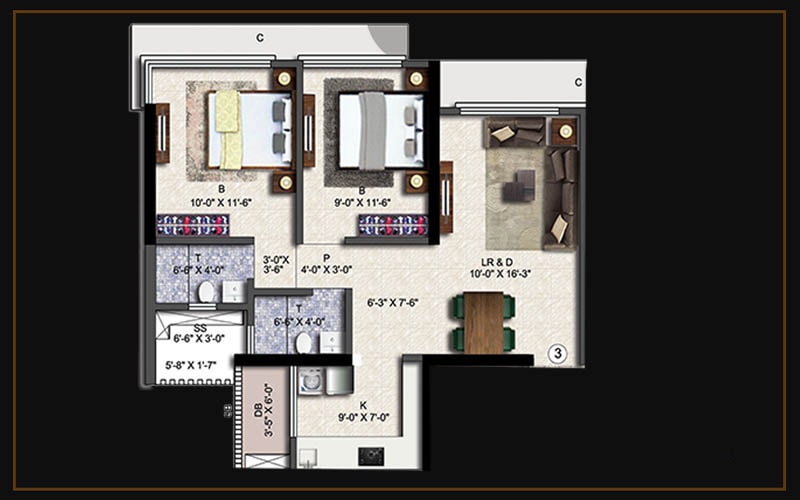 C
C
B
10'-0" X 11'-6"
B
9'-0" X 11'-6"
T
6'-6" X 4'-0"
3'-0"X
3'-6"
P
4'-0" X 3'-0"
LR & D
10'-0" X 16'-3"
6'-3" X 7'-6"
T
6'-6" X 4'-0"
SS
6'-6" X 3'-0"
5'-8" X 1'-7"
3
DB
3'-5" X 6'-0"
K
9'-0" X 7'-0"